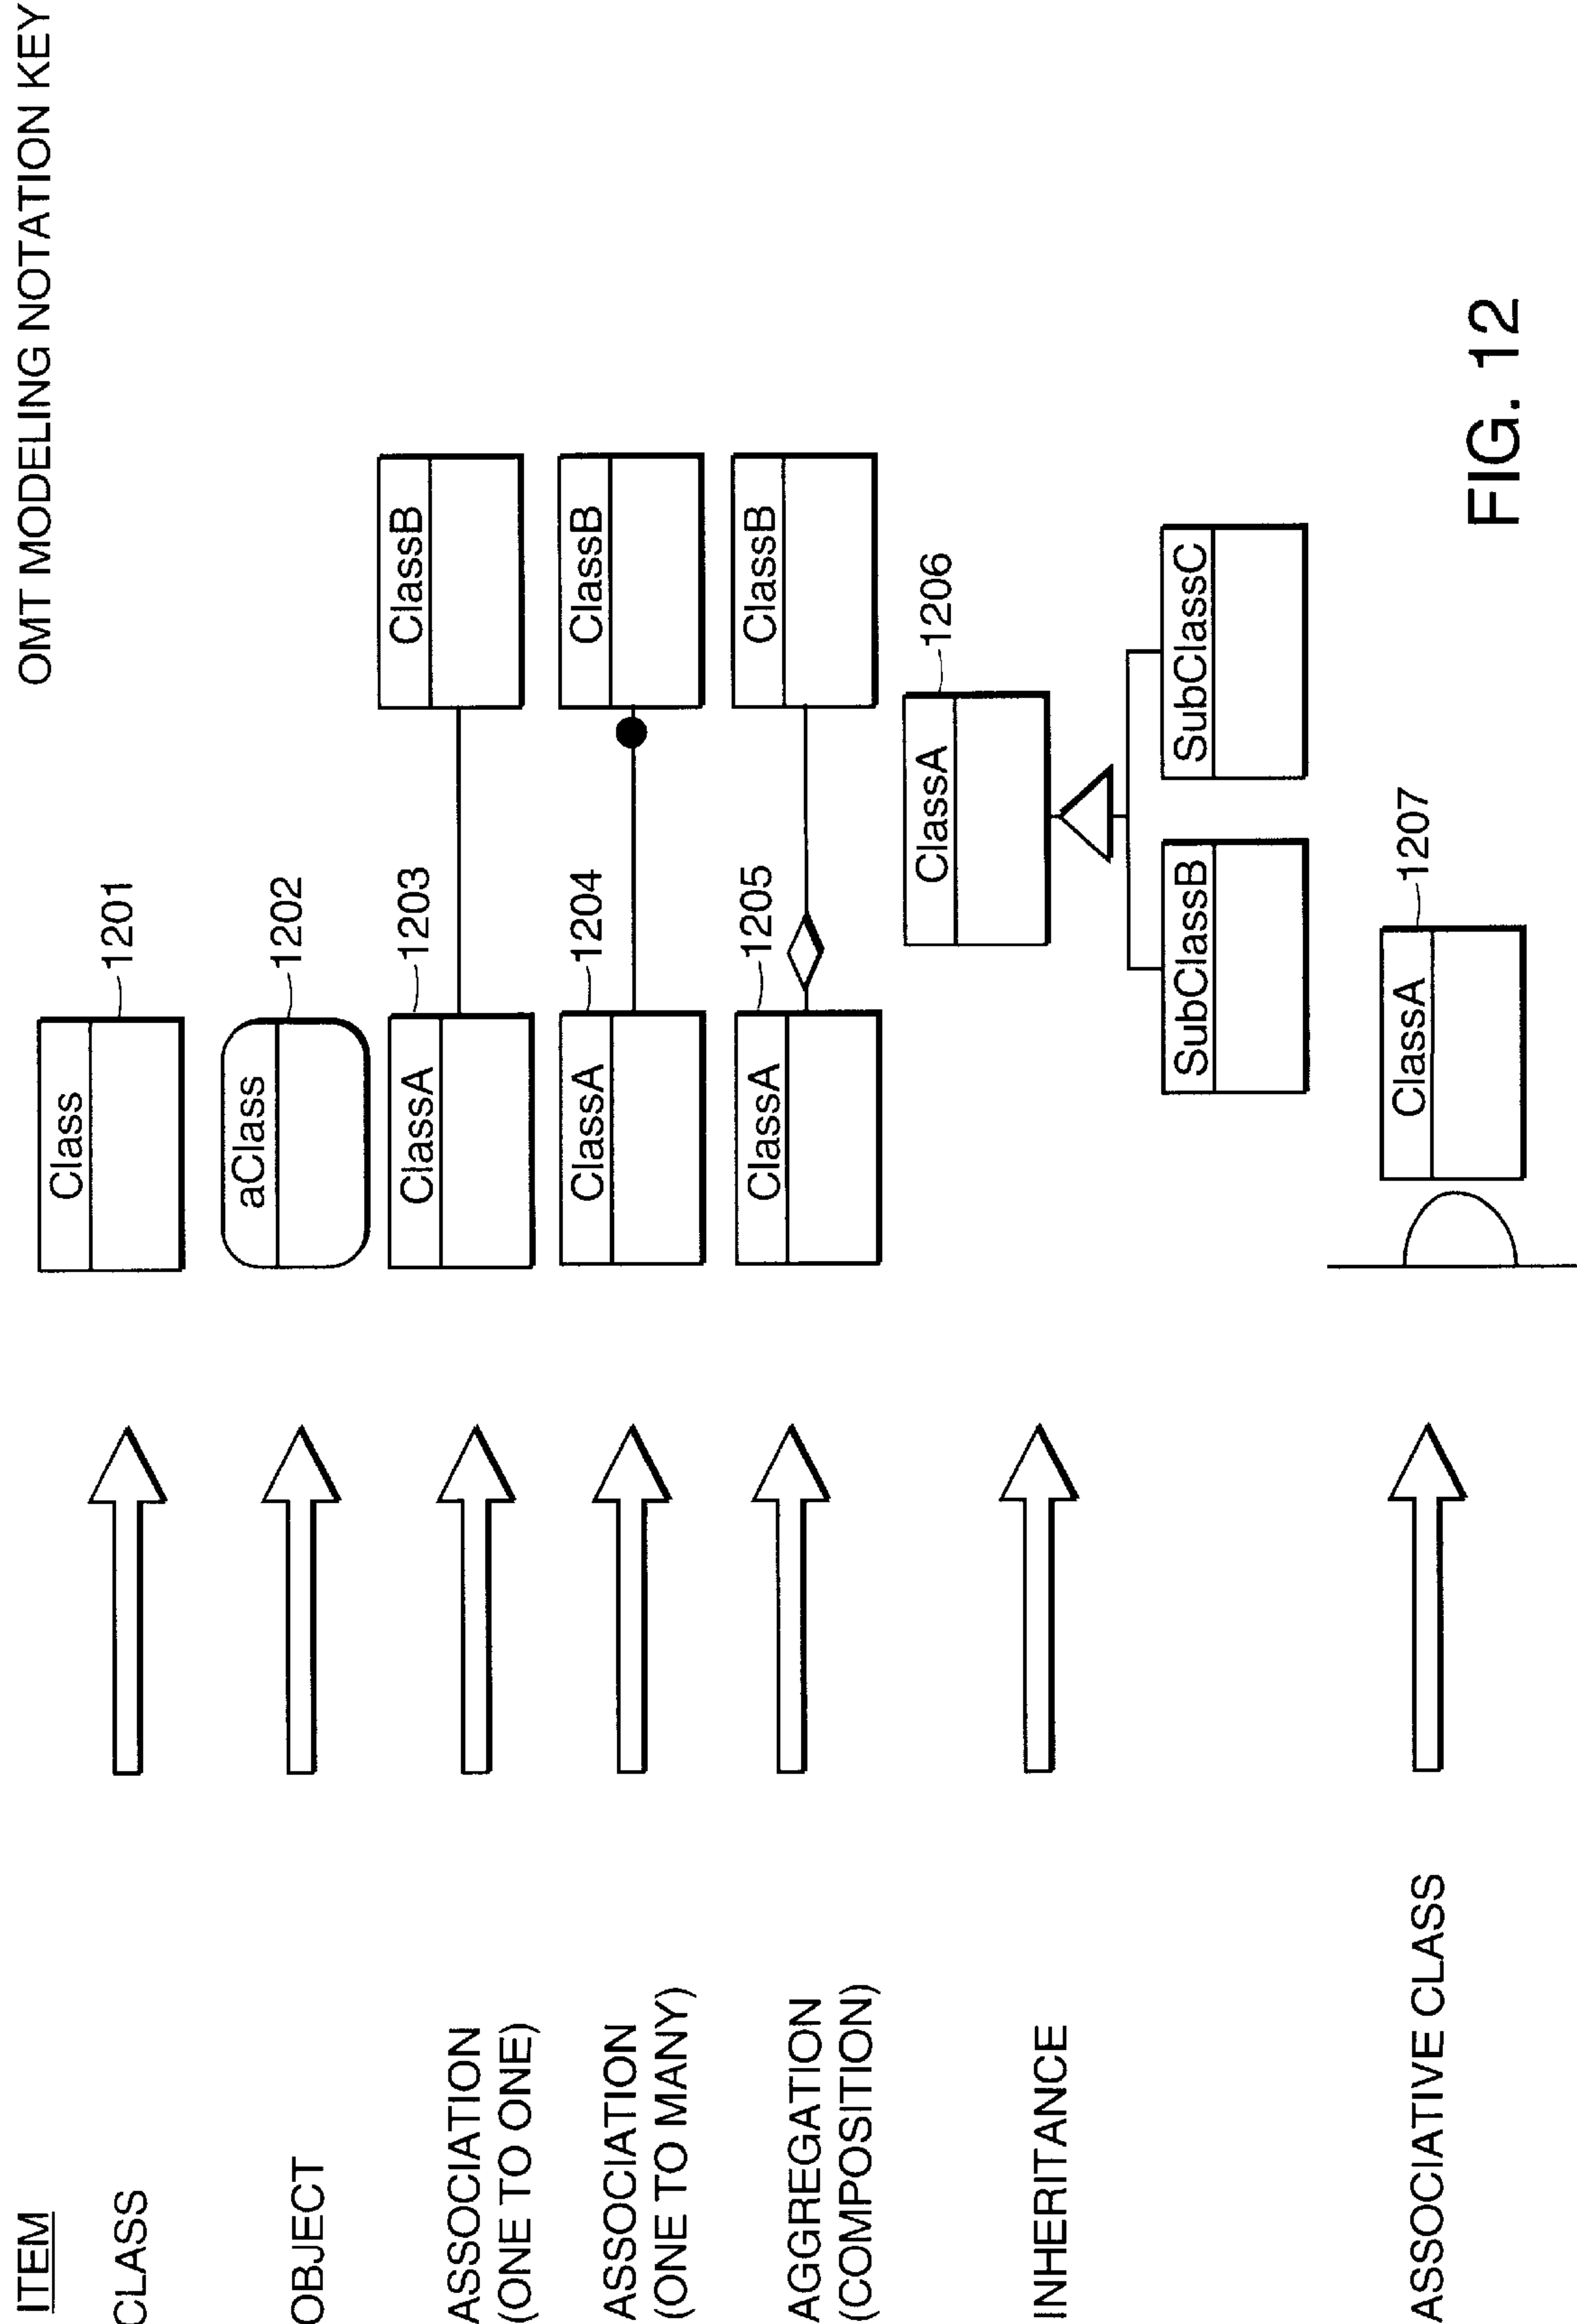 OMT MODELING NOTATION KEY
ITEM
CLASS
Class
1201
OBJECT
aClass
1202
ASSOCIATION
(ONE TO ONE)
ClassA
1203
ClassB
ASSOCIATION
(ONE TO MANY)
ClassA
1204
ClassB
AGGREGATION
(COMPOSITION)
ClassA
1205
ClassB
INHERITANCE
ClassA
1206
SubClassB
SubClassC
ASSOCIATIVE CLASS
ClassA
1207
FIG. 12